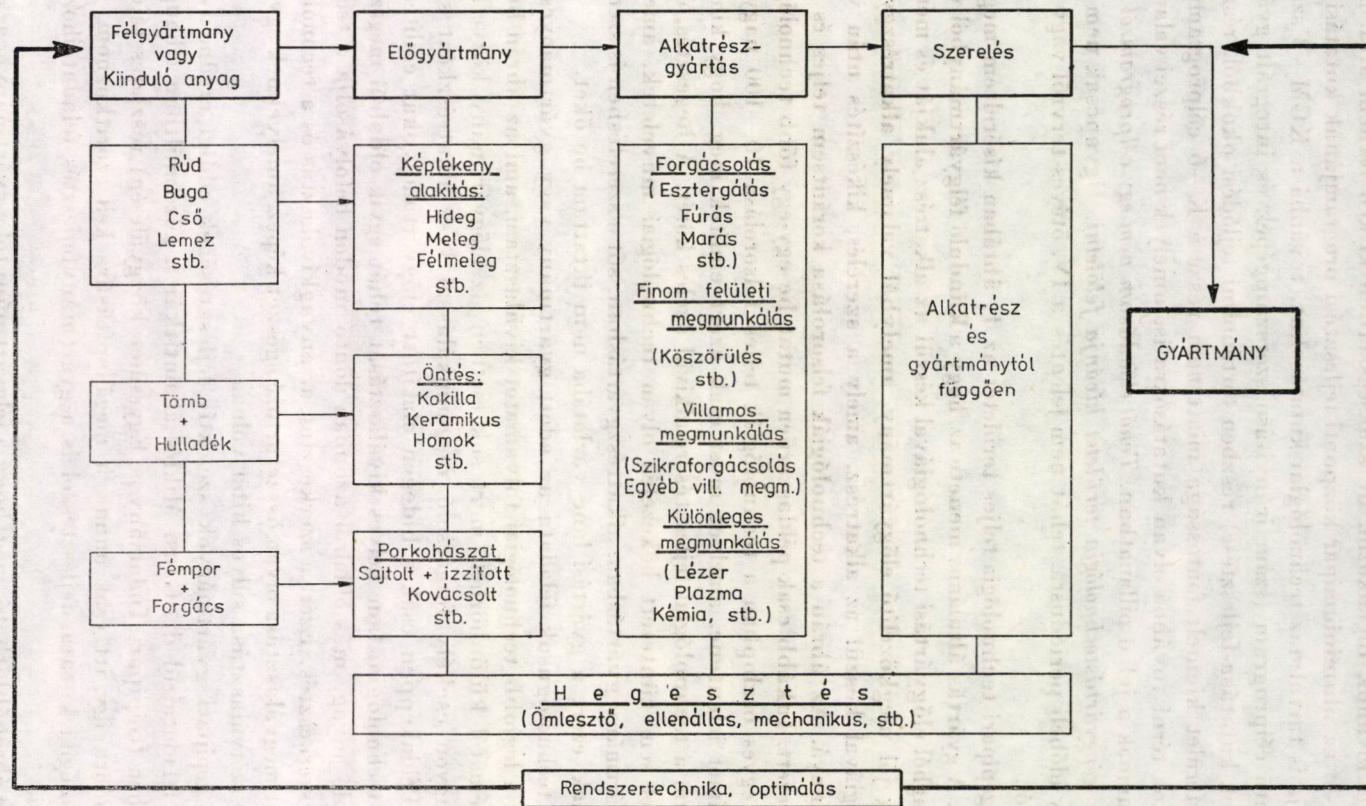 Félgyártmány
vagy
Kiinduló anyag
Előgyártmány
Alkatrész-
gyártás
Szerelés
Rúd
Buga
Cső
Lemez
stb.
Képlékeny
alakítás:
Hideg
Meleg
Félmeleg
stb.
Forgácsolás
(Esztergálás
Fúrás
Marás
stb.)
Finom felületi
megmunkálás
(Köszörülés
stb.)
Villamos
megmunkálás
(Szikraforgácsolás
Egyéb vill. megm.)
Különleges
megmunkálás
(Lézer
Plazma
Kémia, stb.)
Alkatrész
és
gyártmánytól
függően
GYÁRTMÁNY
Tömb
+
Hulladék
Öntés:
Kokilla
Keramikus
Homok
stb.
Fémpor
+
Forgács
Porkohászat
Sajtolt + izzított
Kovácsolt
stb.
Hegesztés
(Ömlesztő, ellenállás, mechanikus, stb.)
Rendszertechnika, optimálás